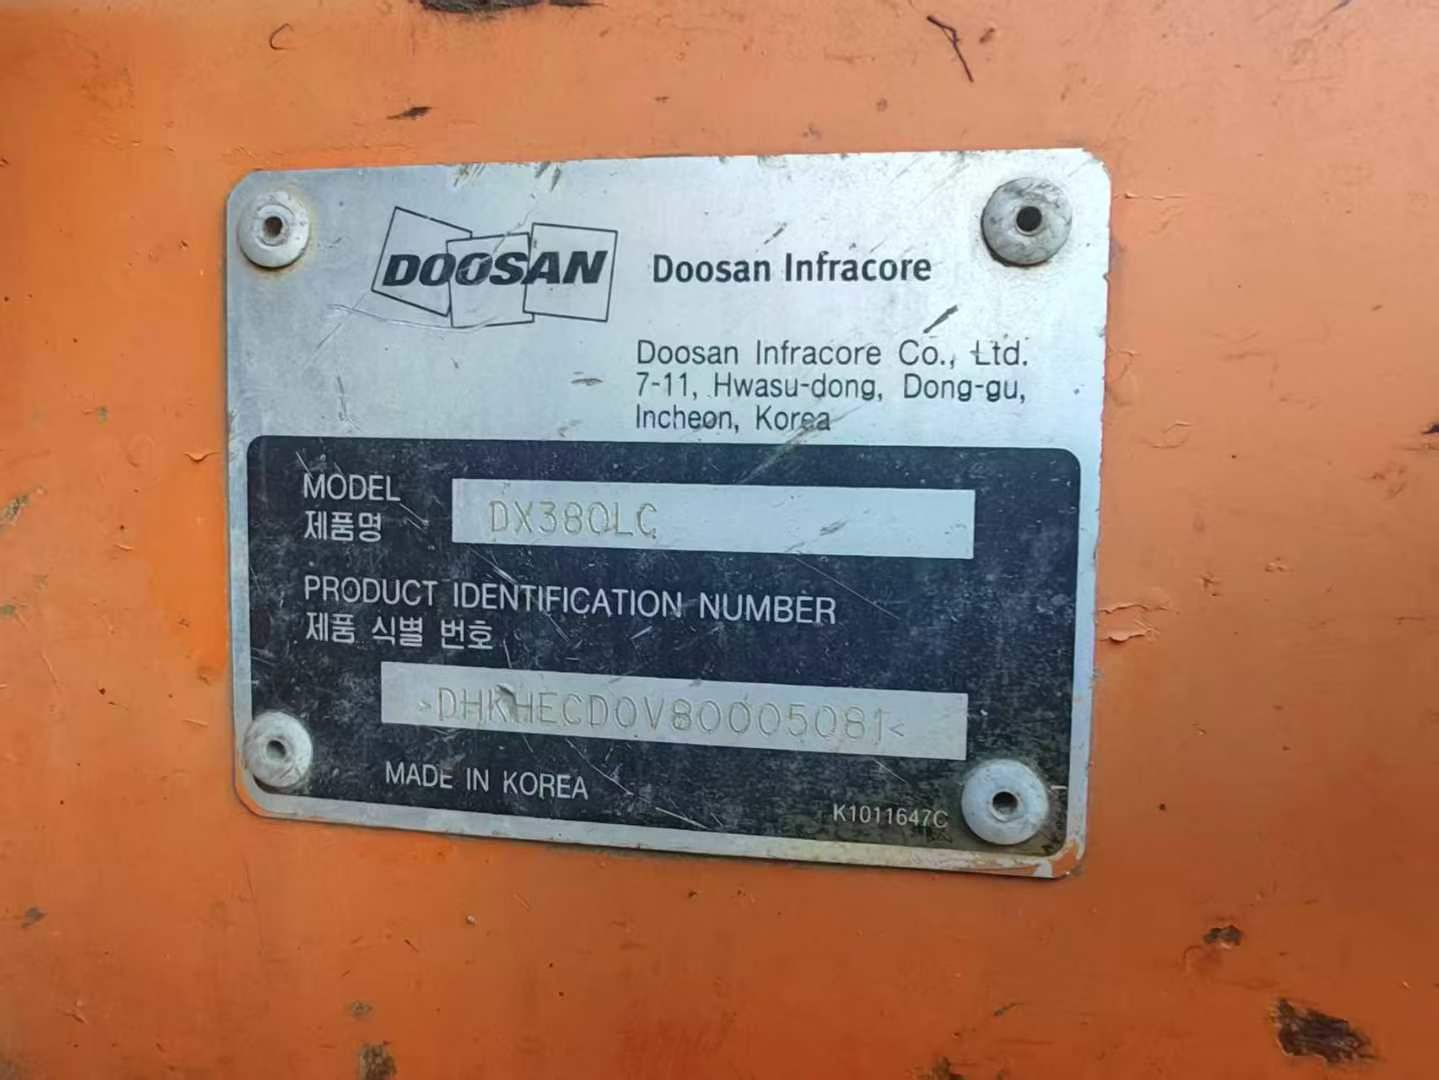 DOOSAN Doosan Infracore
Doosan Infracore Co., Ltd.
7-11, Hwasu-dong, Dong-gu,
Incheon, Korea
MODEL
제품명
DX380LC
PRODUCT IDENTIFICATION NUMBER
제품 식별 번호
>DHKHECD0V80005081<
MADE IN KOREA
K1011647C